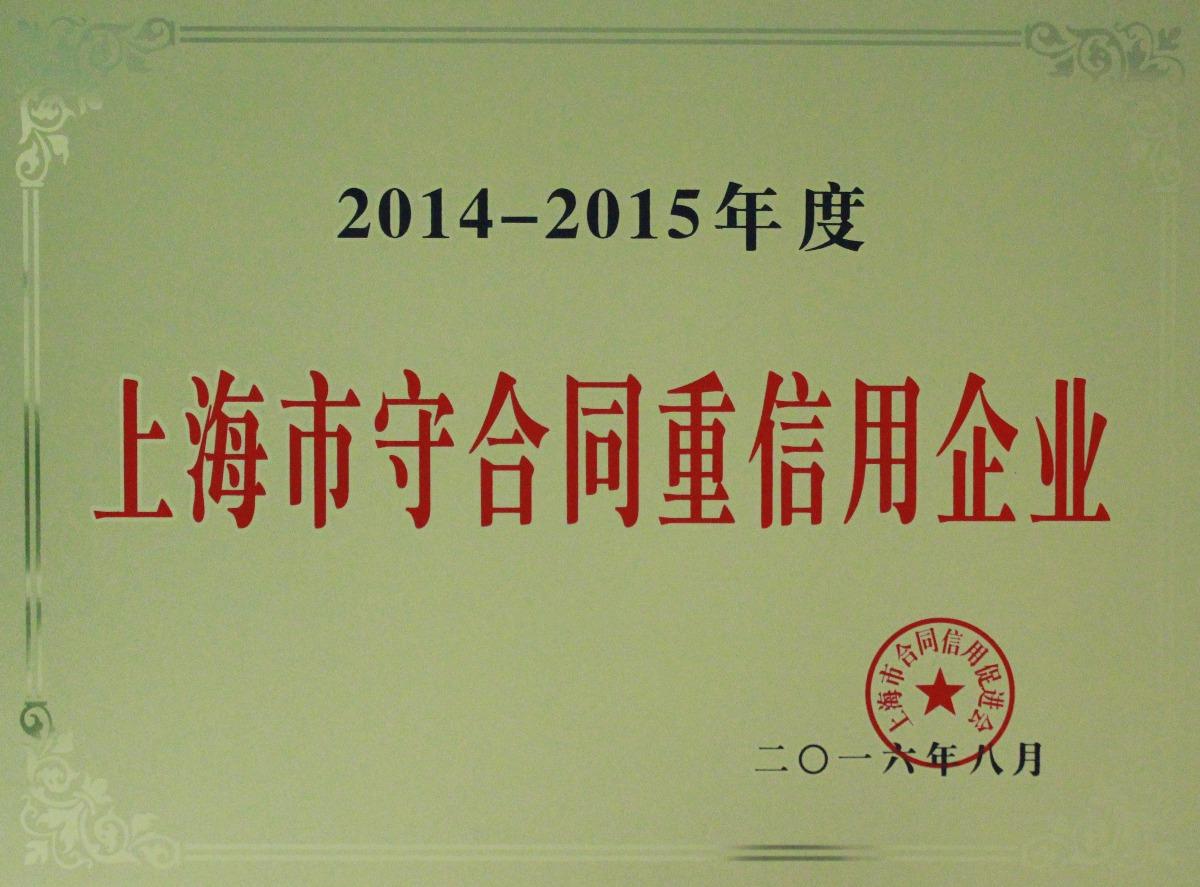 2014-2015年度
上海市守合同重信用企业
上海市合同信用促进会
二〇一六年八月